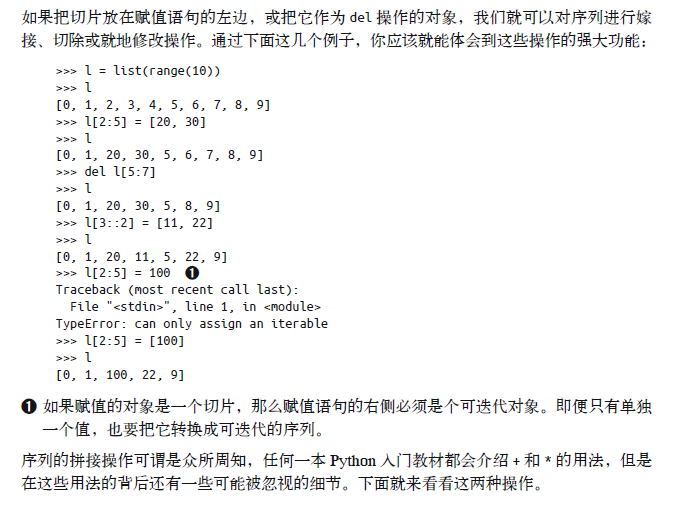 如果把切片放在赋值语句的左边，或把它作为 del 操作的对象，我们就可以对序列进行嫁
接、切除或就地修改操作。通过下面这几个例子，你应该就能体会到这些操作的强大功能：
>>> l = list(range(10))
>>> l
[0, 1, 2, 3, 4, 5, 6, 7, 8, 9]
>>> l[2:5] = [20, 30]
>>> l
[0, 1, 20, 30, 5, 6, 7, 8, 9]
>>> del l[5:7]
>>> l
[0, 1, 20, 30, 5, 8, 9]
>>> l[3::2] = [11, 22]
>>> l
[0, 1, 20, 11, 5, 22, 9]
>>> l[2:5] = 100 ❶
Traceback (most recent call last):
  File "<stdin>", line 1, in <module>
TypeError: can only assign an iterable
>>> l[2:5] = [100]
>>> l
[0, 1, 100, 22, 9]
❶ 如果赋值的对象是一个切片，那么赋值语句的右侧必须是个可迭代对象。即便只有单独
一个值，也要把它转换成可迭代的序列。
序列的拼接操作可谓是众所周知，任何一本 Python 入门教材都会介绍 + 和 * 的用法，但是
在这些用法的背后还有一些可能被忽视的细节。下面就来看看这两种操作。